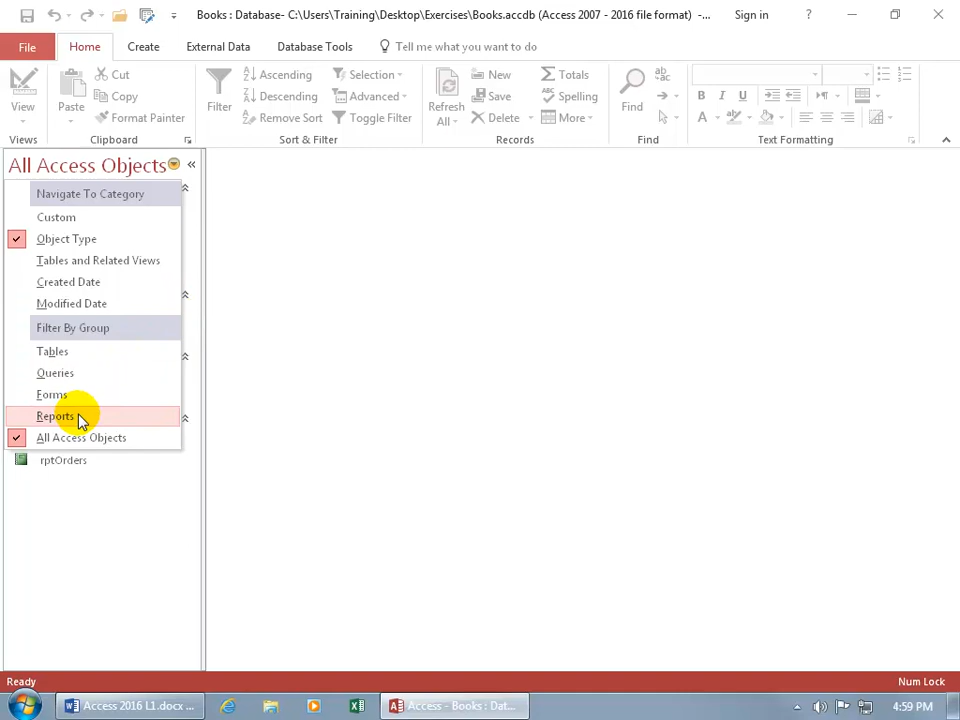 Books : Database- C:\Users\Training\Desktop\Exercises\Books.accdb (Access 2007 - 2016 file format) -...
Sign in
?
File
Home
Create
External Data
Database Tools
Tell me what you want to do
View
Paste
Cut
Copy
Format Painter
Filter
Ascending
Descending
Remove Sort
Selection
Advanced
Toggle Filter
Refresh
All
New
Save
Delete
Totals
Spelling
More
Find
B I U
A
Views
Clipboard
Sort & Filter
Records
Find
Text Formatting
All Access Objects
Navigate To Category
Custom
Object Type
Tables and Related Views
Created Date
Modified Date
Filter By Group
Tables
Queries
Forms
Reports
All Access Objects
rptOrders
Ready
Num Lock
Access 2016 L1.docx ...
Access - Books : Dat...
4:59 PM